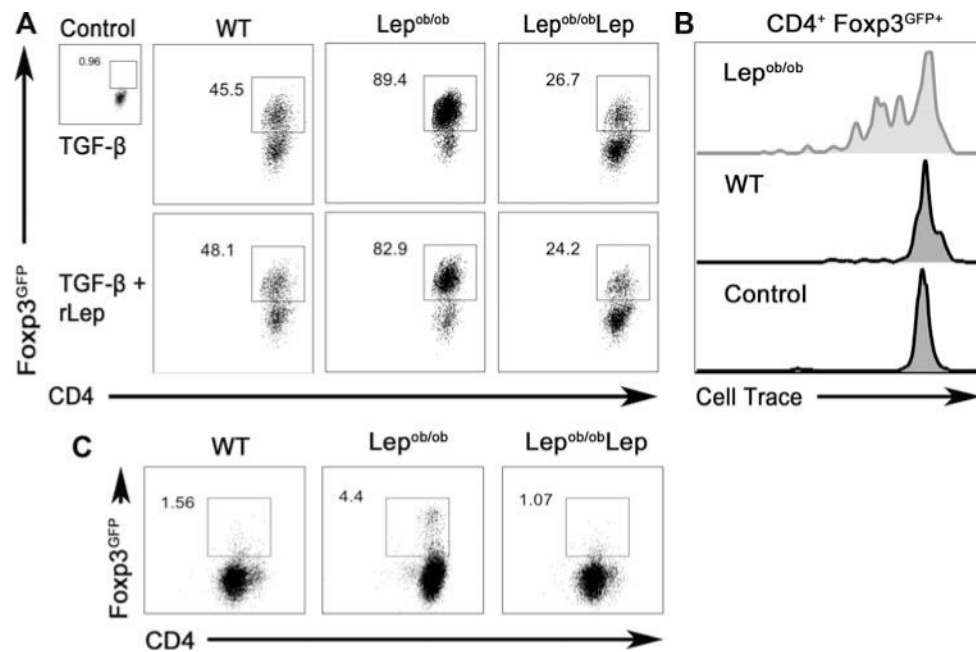 A
Control
WT
Lep^ob/ob
Lep^ob/obLep
0.96
45.5
89.4
26.7
TGF-β
48.1
82.9
24.2
TGF-β +
rLep
Foxp3^GFP
CD4
B
CD4⁺ Foxp3^GFP+
Lep^ob/ob
WT
Control
Cell Trace
C
WT
Lep^ob/ob
Lep^ob/obLep
1.56
4.4
1.07
Foxp3^GFP
CD4